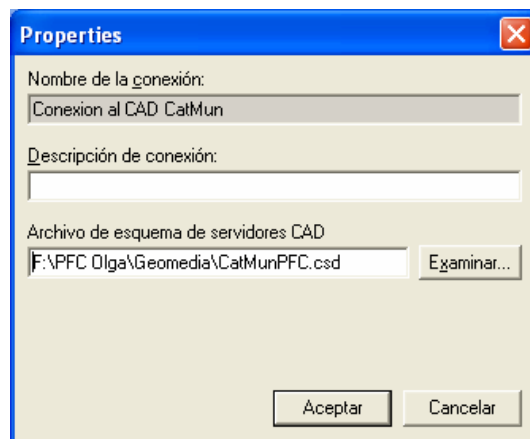 Properties
Nombre de la conexión:
Conexion al CAD CatMun
Descripción de conexión:
Archivo de esquema de servidores CAD
F:\PFC Olga\Geomedia\CatMunPFC.csd
Examinar...
Aceptar
Cancelar